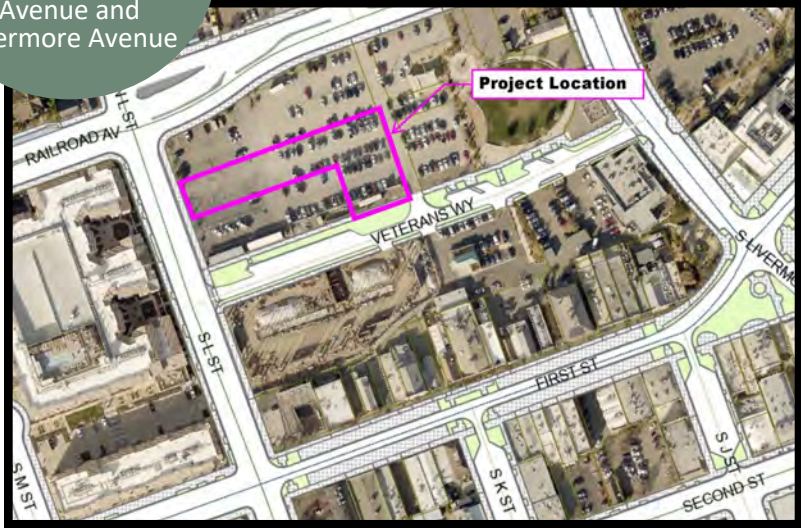 Avenue and
ermore Avenue
Project Location
L ST
RAILROAD AV
VETERANS WY
S LIVERMO
S L ST
FIRST ST
S M ST
S K ST
S J ST
SECOND ST